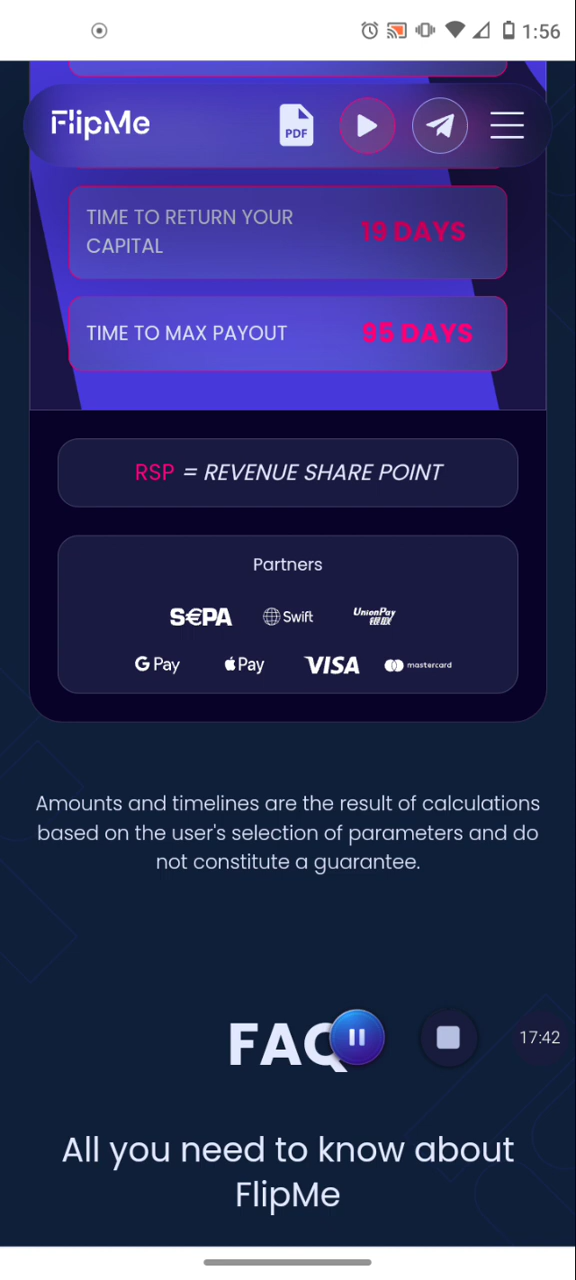 1:56
FlipMe
PDF
TIME TO RETURN YOUR
CAPITAL
19 DAYS
TIME TO MAX PAYOUT
95 DAYS
RSP = REVENUE SHARE POINT
Partners
S€PA
Swift
UnionPay
银联
G Pay
Pay
VISA
mastercard
Amounts and timelines are the result of calculations
based on the user's selection of parameters and do
not constitute a guarantee.
FAQ
17:42
All you need to know about
FlipMe